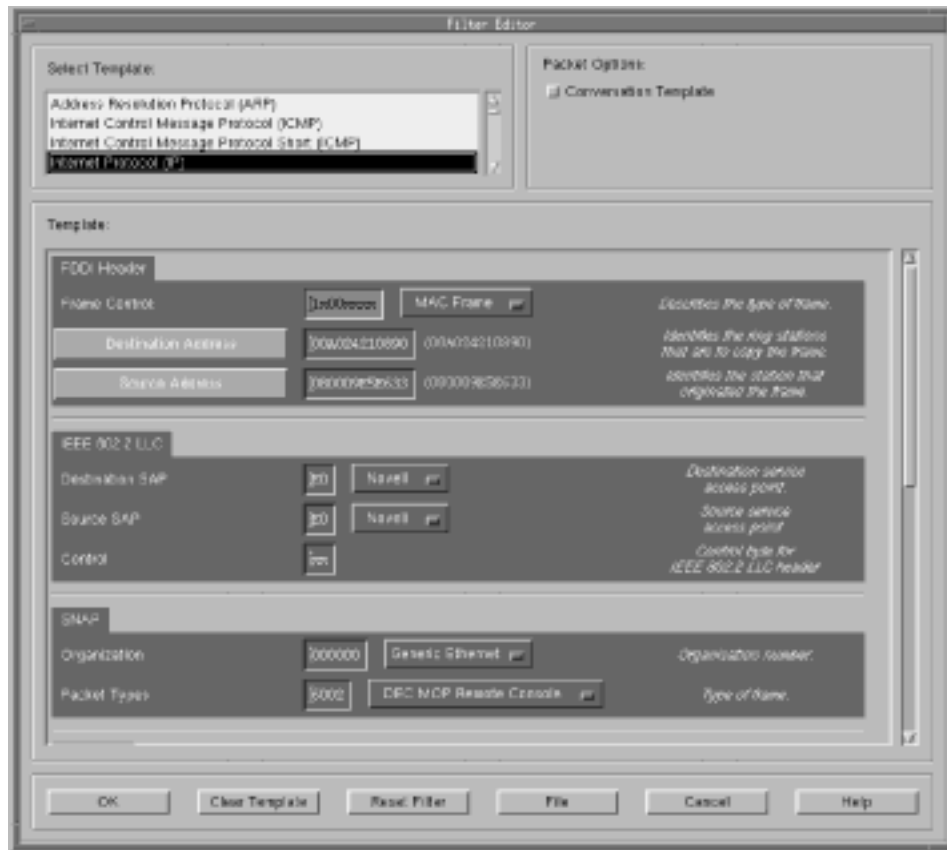 Filter Editor
Select Template:
Address Resolution Protocol (ARP)
Internet Control Message Protocol (ICMP)
Internet Control Message Protocol Short (ICMP)
Internet Protocol (IP)
Packet Options:
Conversation Template
Template:
FDDI Header
Frame Control
MAC Frame
Describes the type of frame.
Destination Address
00A024210890 (00A024210890)
Identifies the ring stations
that are to copy the frame.
Source Address
Identifies the station that
originated the frame.
IEEE 802.2 LLC
Destination SAP
E0
Novell
Destination service
access point.
Source SAP
E0
Novell
Source service
access point
Control
Control byte for
IEEE 802.2 LLC header
SNAP
Organization
000000
Generic Ethernet
Organization number.
Packet Types
6002
DEC MOP Remote Console
Type of frame.
OK
Clear Template
Reset Filter
File
Cancel
Help